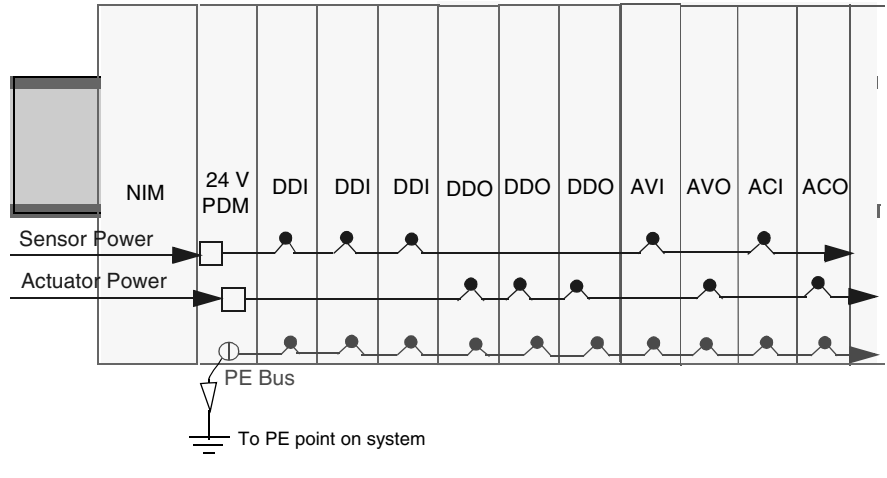 NIM
24 V
PDM
DDI
DDI
DDI
DDO
DDO
DDO
AVI
AVO
ACI
ACO
Sensor Power
Actuator Power
PE Bus
To PE point on system